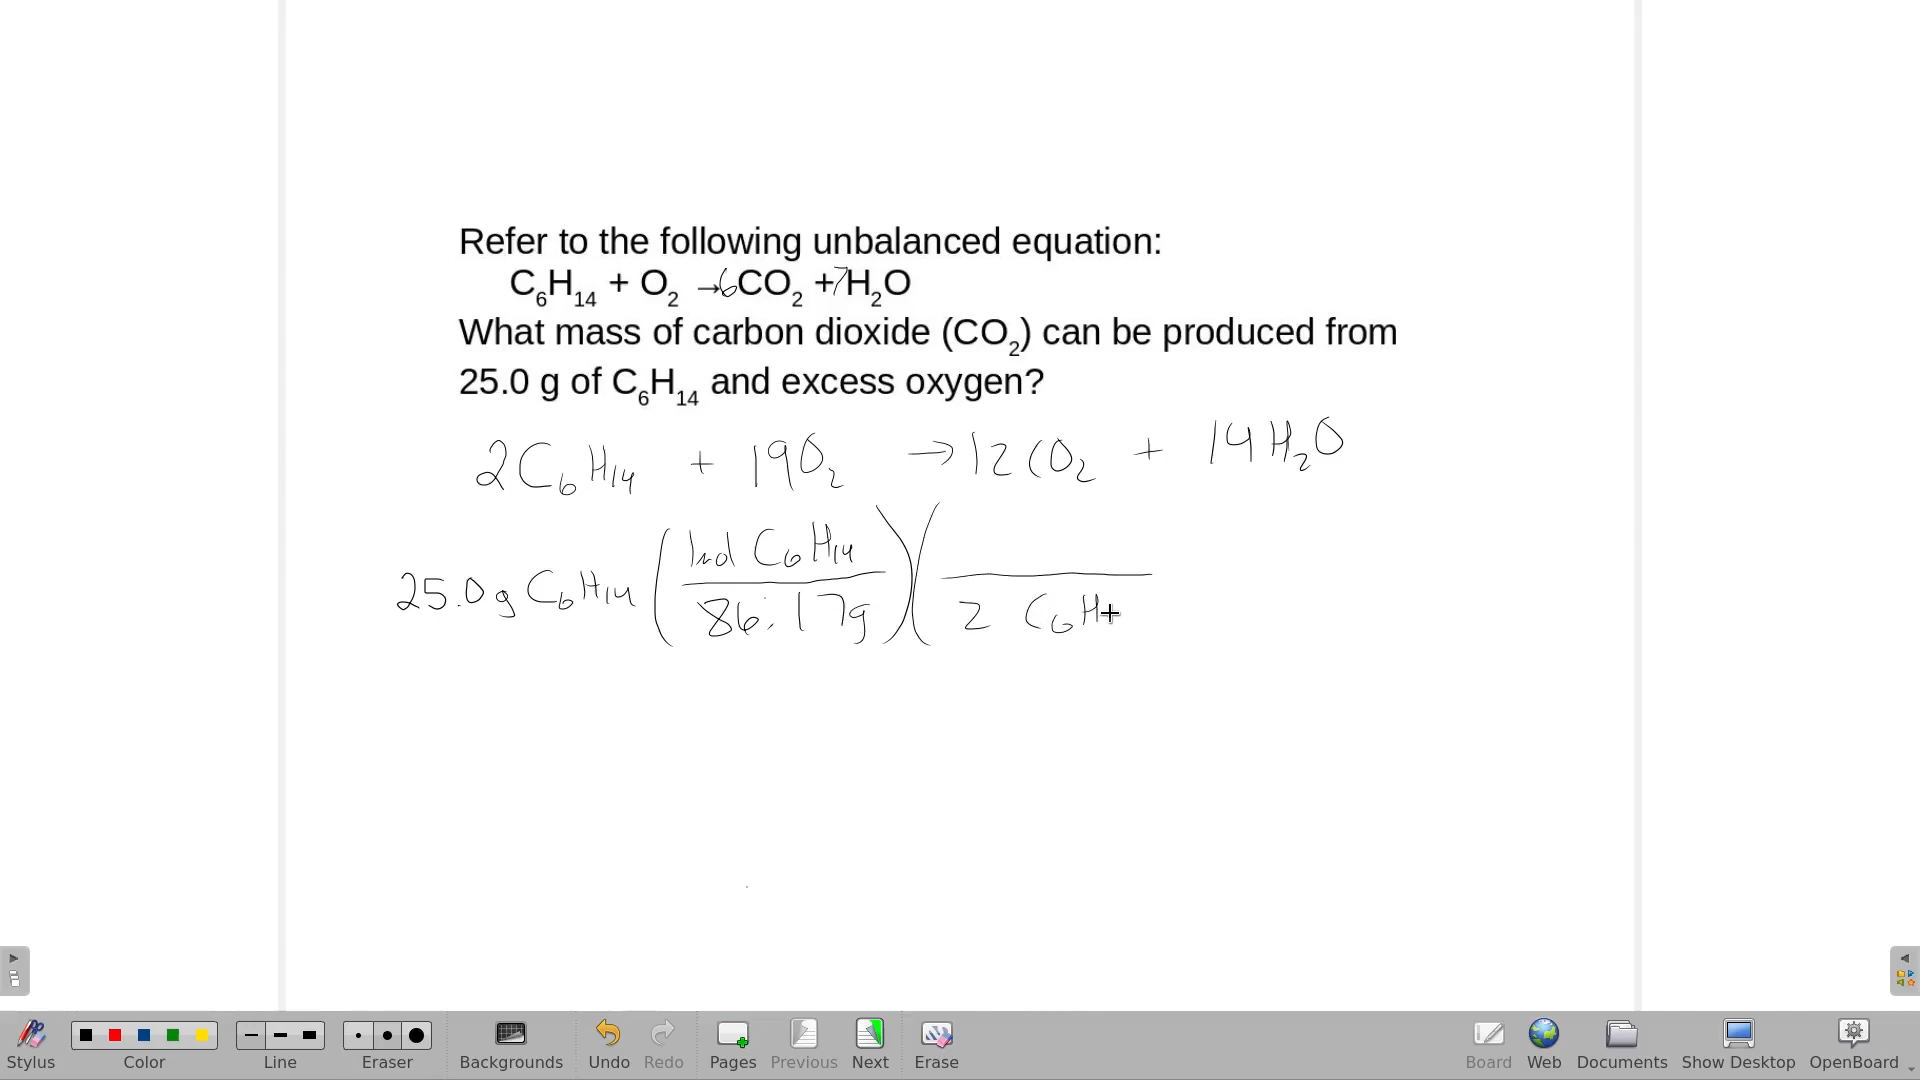 Refer to the following unbalanced equation:
C₆H₁₄ + O₂ →6CO₂ +7H₂O
What mass of carbon dioxide (CO₂) can be produced from
25.0 g of C₆H₁₄ and excess oxygen?
2C₆H₁₄ + 19O₂ → 12CO₂ + 14H₂O
1mol C₆H₁₄
25.0g C₆H₁₄ ( ) (
86.17g 2 C₆H
Stylus Color Line Eraser Backgrounds Undo Redo Pages Previous Next Erase Board Web Documents Show Desktop OpenBoard